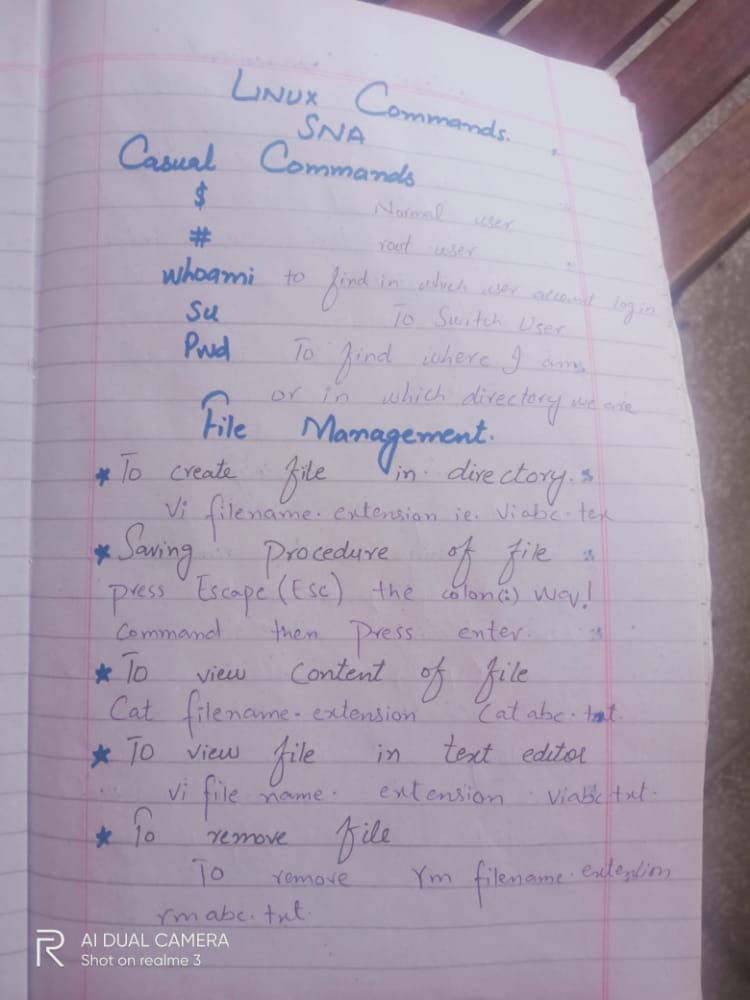 LINUX Commands.
SNA
Casual Commands
$ Normal user
# root user
whoami to find in which user account login
Su To Switch User
Pwd To find where I am
or in which directory we are
File Management.
* To create file in directory.
Vi filename.extension ie. Vi abc.tex
* Saving Procedure of file
press Escape (Esc) the colon(:) wq!
Command then Press enter.
* To view Content of file
Cat filename.extension Cat abc.txt.
* To view file in text editor
Vi file name. extension viabc txt.
* To remove file
To remove rm filename.extention
rm abc.txt.
R AI DUAL CAMERA
Shot on realme 3